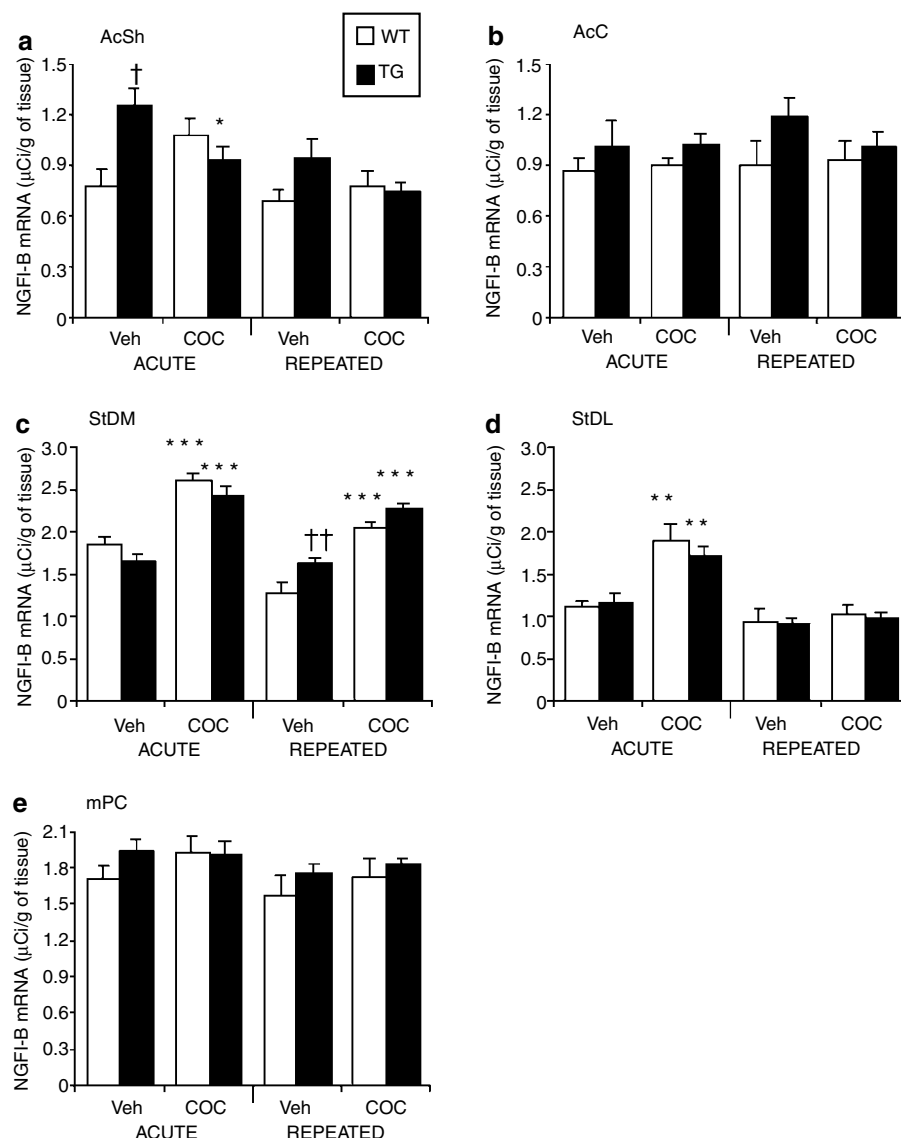 a AcSh
WT
TG
NGFI-B mRNA (μCi/g of tissue)
1.5
1.2
0.9
0.6
0.3
0
†
*
Veh COC Veh COC
ACUTE REPEATED
b AcC
NGFI-B mRNA (μCi/g of tissue)
1.5
1.2
0.9
0.6
0.3
0
Veh COC Veh COC
ACUTE REPEATED
c StDM
NGFI-B mRNA (μCi/g of tissue)
3.0
2.5
2.0
1.5
1.0
0.5
0
* * *
* * *
††
* * *
* * *
Veh COC Veh COC
ACUTE REPEATED
d StDL
NGFI-B mRNA (μCi/g of tissue)
3.0
2.5
2.0
1.5
1.0
0.5
0
* *
* *
Veh COC Veh COC
ACUTE REPEATED
e mPC
NGFI-B mRNA (μCi/g of tissue)
2.1
1.8
1.5
1.2
0.9
0.6
0.3
0
Veh COC Veh COC
ACUTE REPEATED